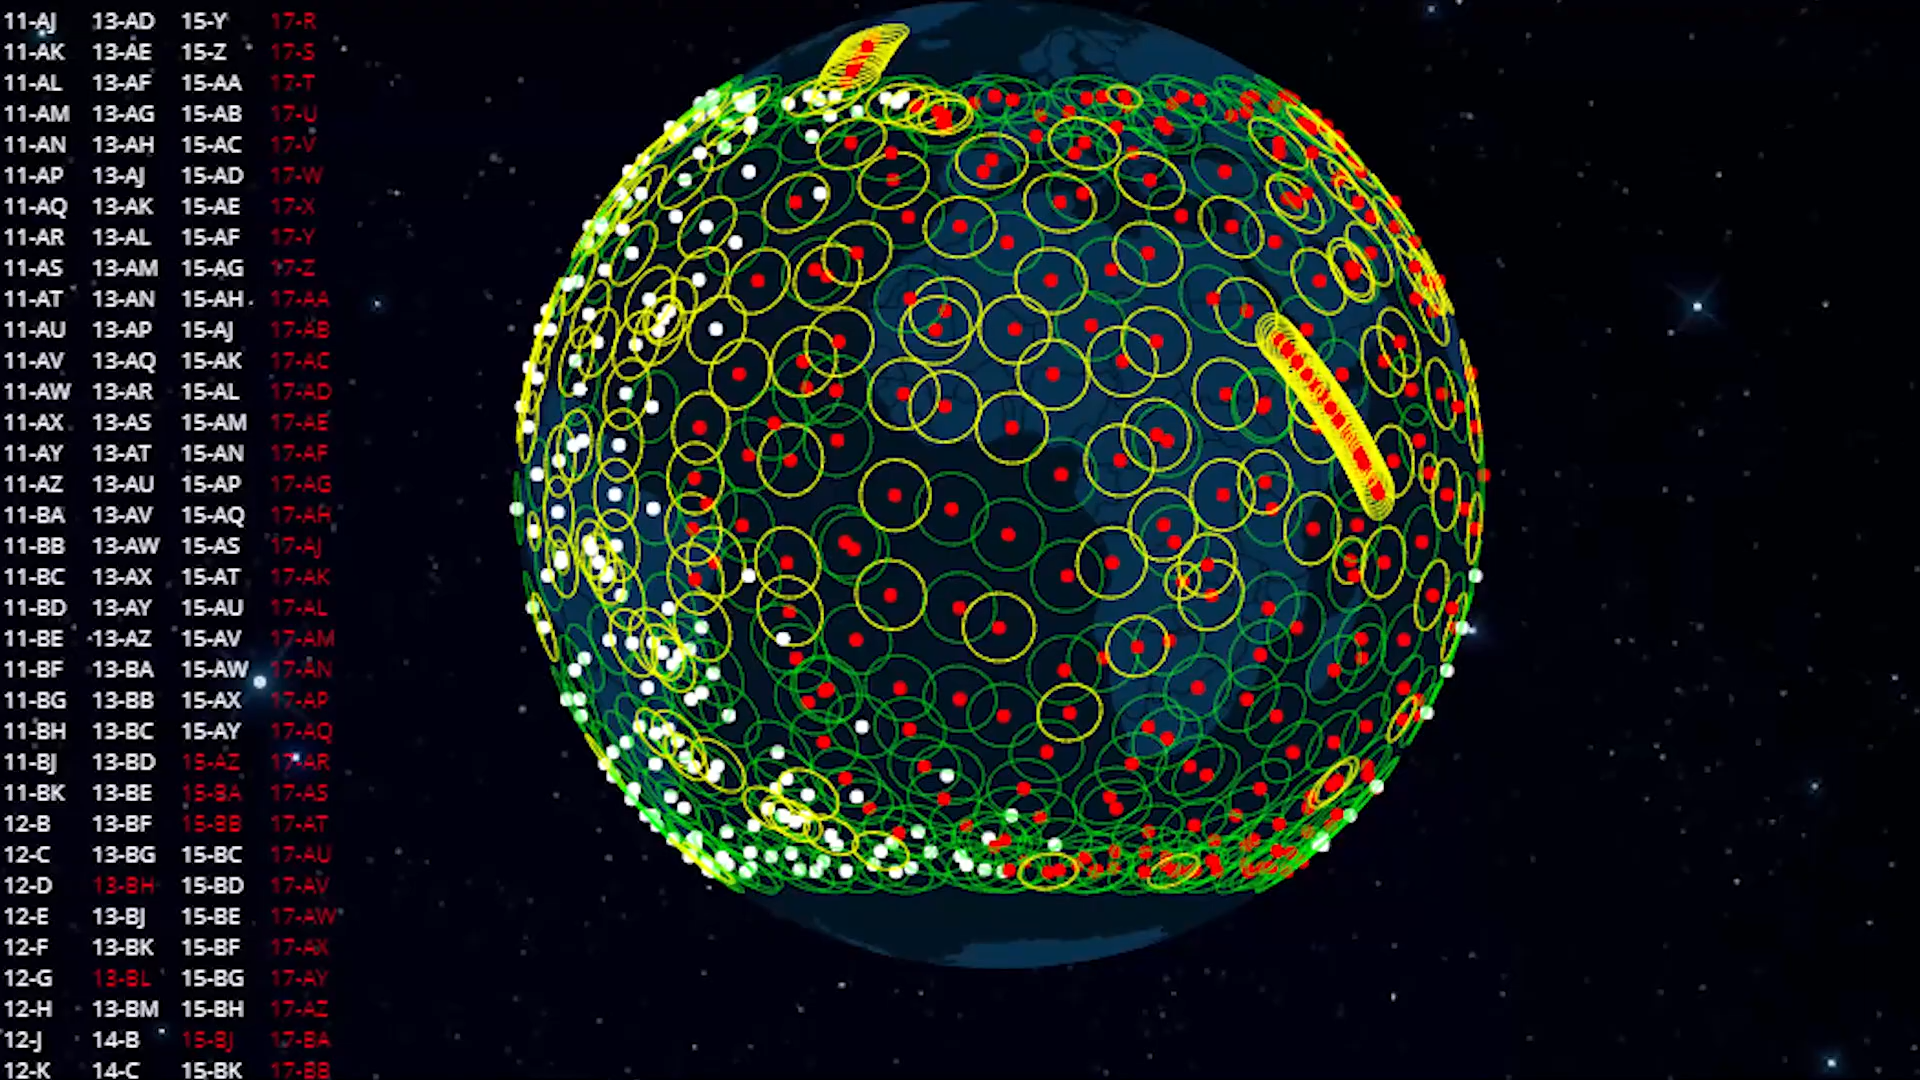 11-AJ 13-AD 15-Y 17-R
11-AK 13-AE 15-Z 17-S
11-AL 13-AF 15-AA 17-T
11-AM 13-AG 15-AB 17-U
11-AN 13-AH 15-AC 17-V
11-AP 13-AJ 15-AD 17-W
11-AQ 13-AK 15-AE 17-X
11-AR 13-AL 15-AF 17-Y
11-AS 13-AM 15-AG 17-Z
11-AT 13-AN 15-AH 17-AA
11-AU 13-AP 15-AJ 17-AB
11-AV 13-AQ 15-AK 17-AC
11-AW 13-AR 15-AL 17-AD
11-AX 13-AS 15-AM 17-AE
11-AY 13-AT 15-AN 17-AF
11-AZ 13-AU 15-AP 17-AG
11-BA 13-AV 15-AQ 17-AH
11-BB 13-AW 15-AS 17-AJ
11-BC 13-AX 15-AT 17-AK
11-BD 13-AY 15-AU 17-AL
11-BE 13-AZ 15-AV 17-AM
11-BF 13-BA 15-AW 17-AN
11-BG 13-BB 15-AX 17-AP
11-BH 13-BC 15-AY 17-AQ
11-BJ 13-BD 15-AZ 17-AR
11-BK 13-BE 15-BA 17-AS
12-B 13-BF 15-BB 17-AT
12-C 13-BG 15-BC 17-AU
12-D 13-BH 15-BD 17-AV
12-E 13-BJ 15-BE 17-AW
12-F 13-BK 15-BF 17-AX
12-G 13-BL 15-BG 17-AY
12-H 13-BM 15-BH 17-AZ
12-J 14-B 15-BJ 17-BA
12-K 14-C 15-BK 17-BB